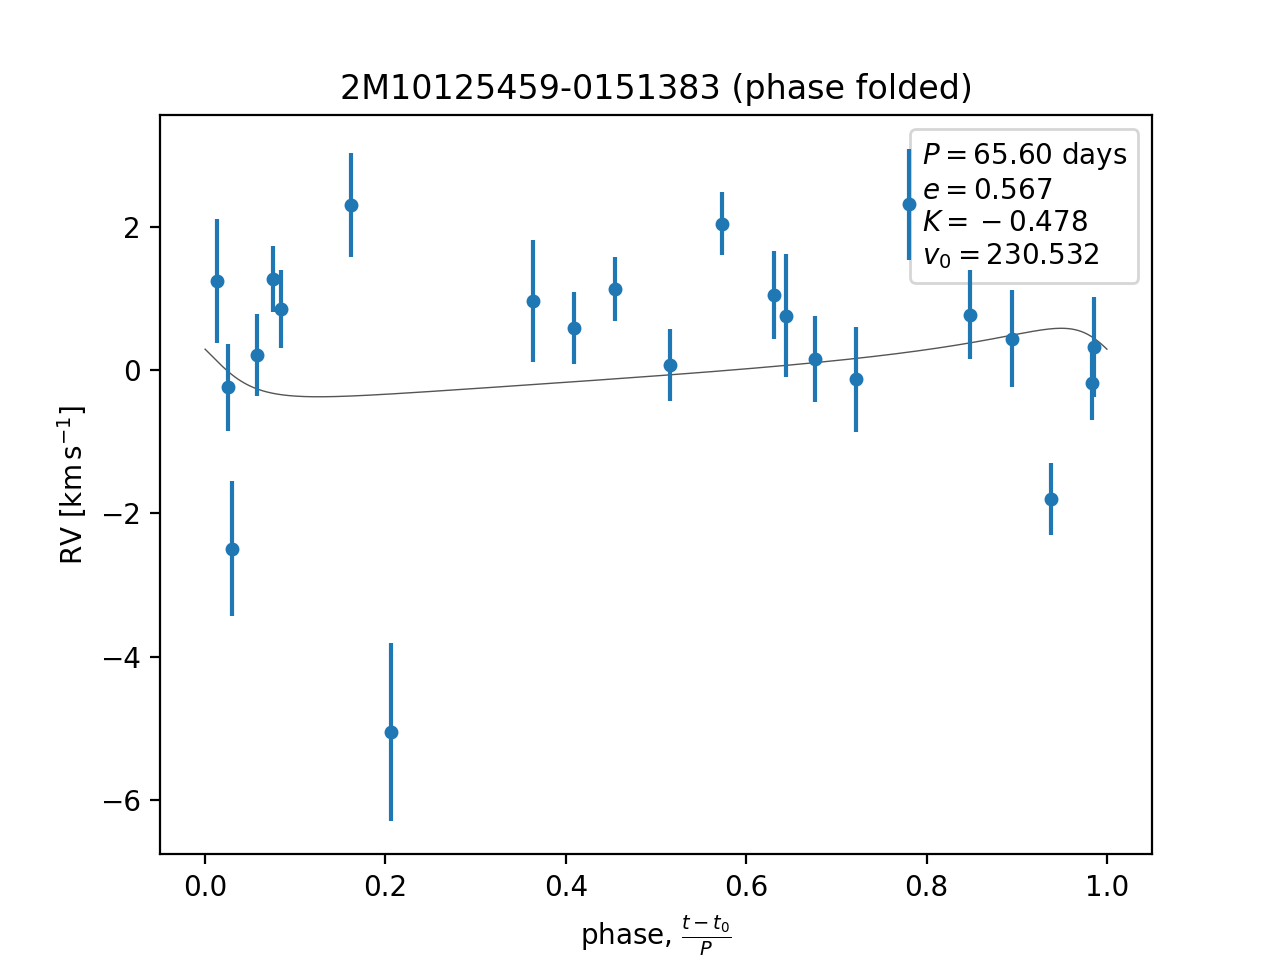 2M10125459-0151383 (phase folded)
P = 65.60 days
e = 0.567
K = −0.478
v₀ = 230.532
2
0
−2
−4
−6
RV [km s⁻¹]
0.0 0.2 0.4 0.6 0.8 1.0
phase, (t − t₀)/P